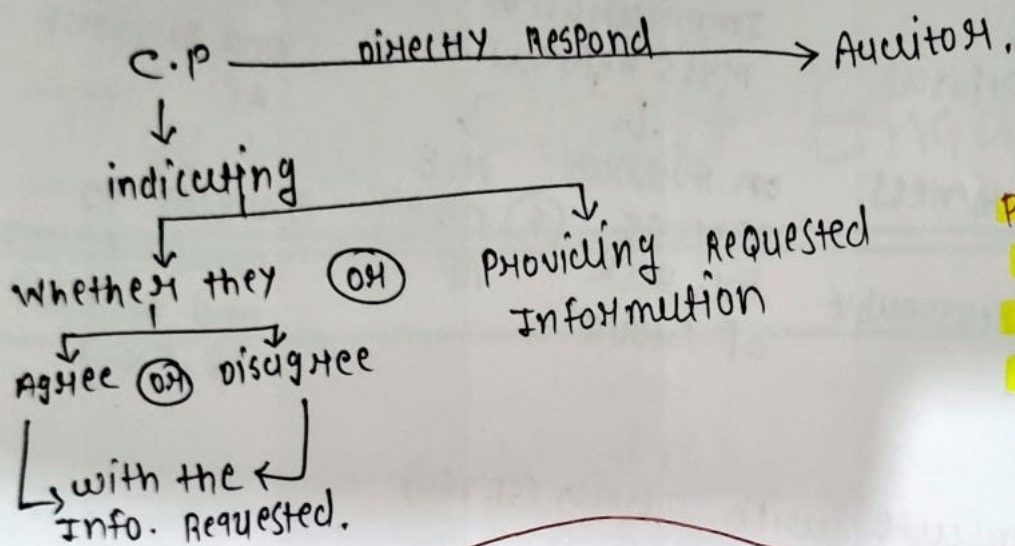 C.P Directly Respond Auditor.
indicating
Whether they OR Providing Requested
Information
Agree OR Disagree
with the
Info. Requested.